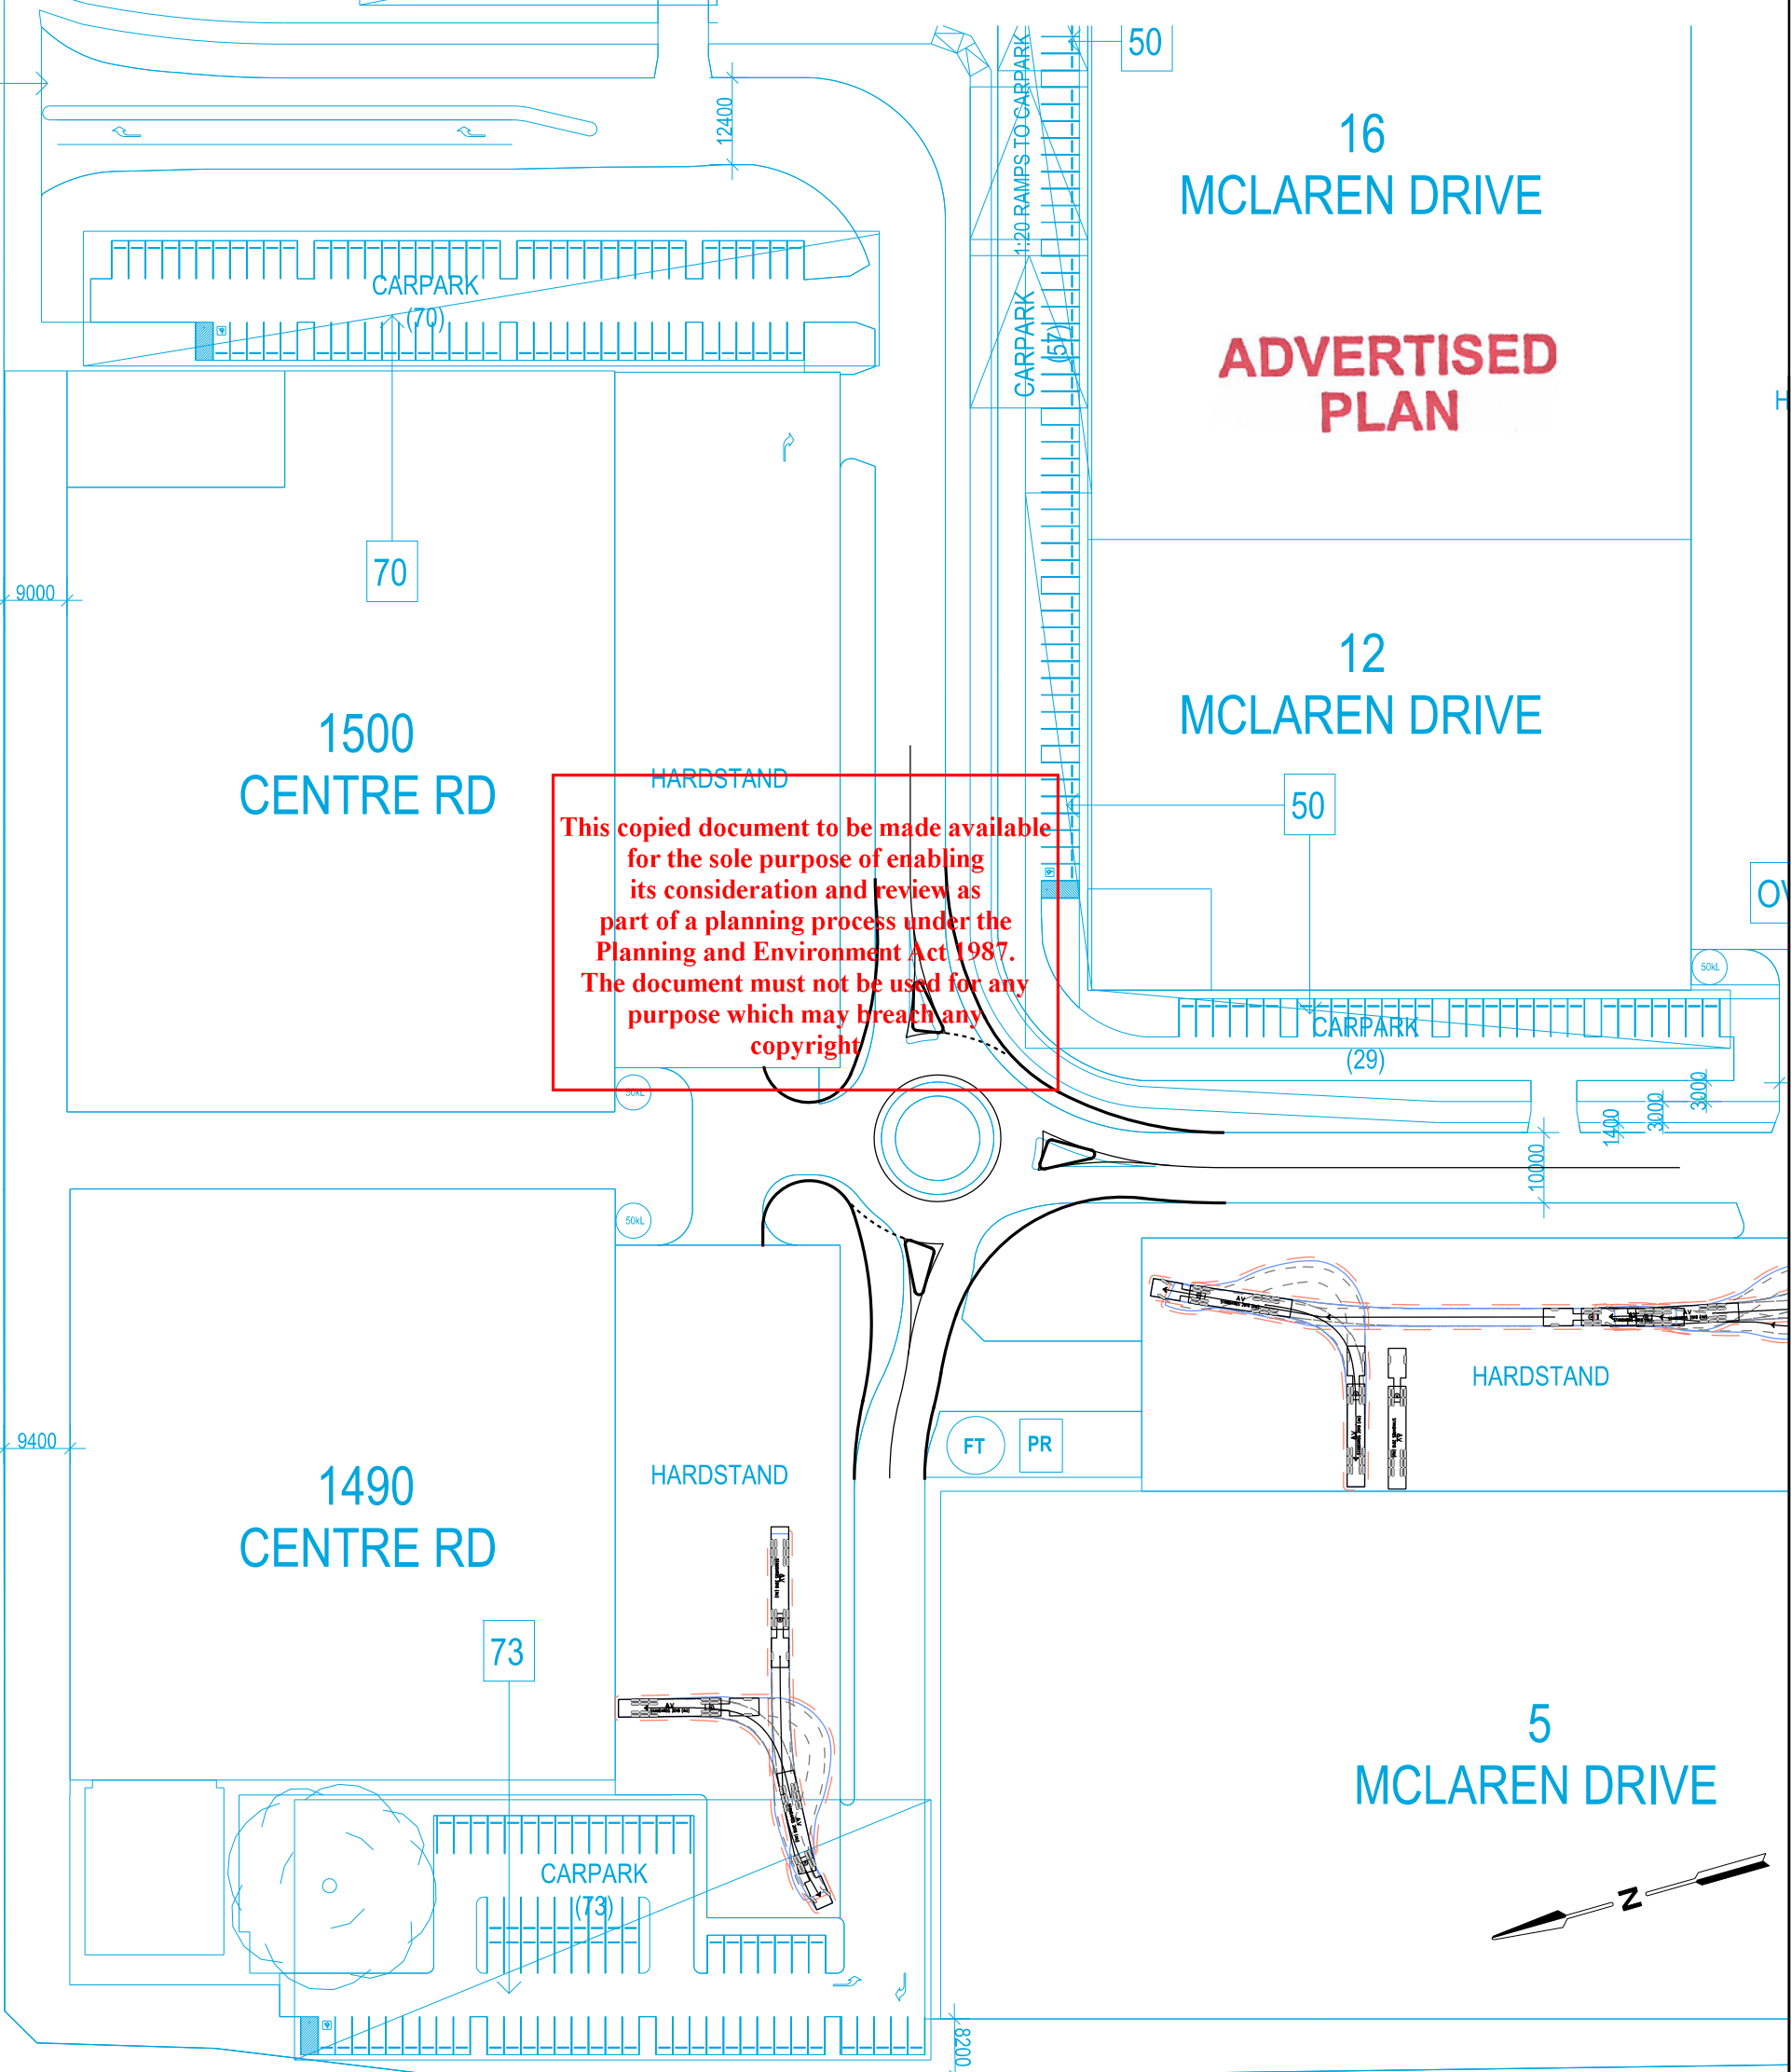 50
12400
1:20 RAMPS TO CARPARK
16
MCLAREN DRIVE
CARPARK
(70)
CARPARK
(57)
ADVERTISED
PLAN
H
70
9000
12
MCLAREN DRIVE
1500
CENTRE RD
HARDSTAND
50
This copied document to be made available
for the sole purpose of enabling
its consideration and review as
part of a planning process under the
Planning and Environment Act 1987.
The document must not be used for any
purpose which may breach any
copyright
50kL
CARPARK
(29)
50kL
3000
3000
1400
10000
50kL
HARDSTAND
9400
FT
PR
1490
CENTRE RD
HARDSTAND
73
5
MCLAREN DRIVE
CARPARK
(73)
N
8200